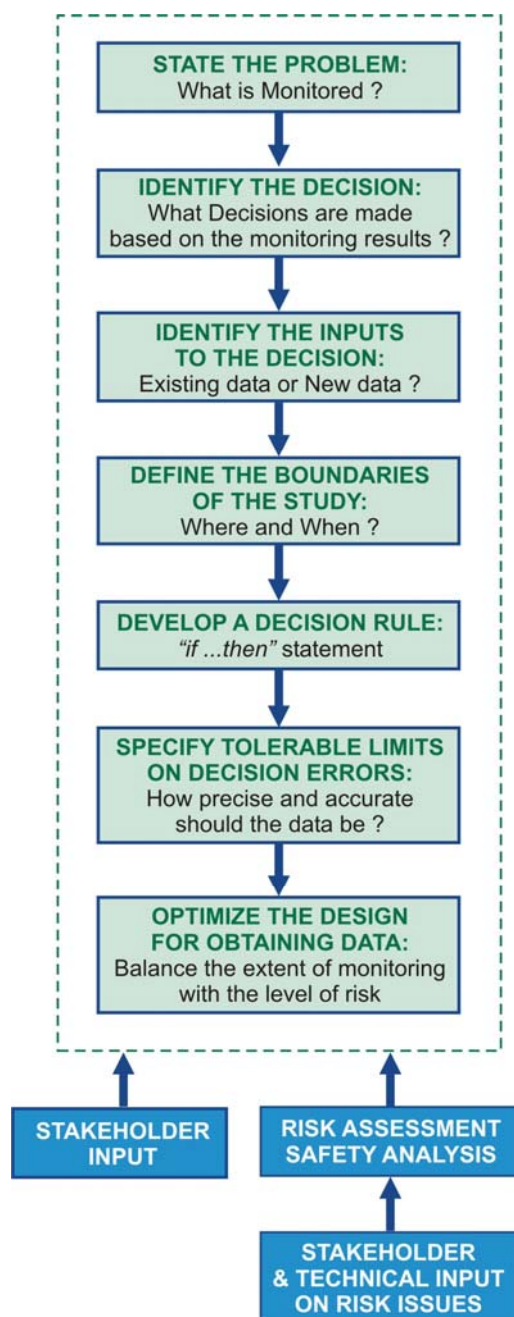 STATE THE PROBLEM:
What is Monitored ?
IDENTIFY THE DECISION:
What Decisions are made
based on the monitoring results ?
IDENTIFY THE INPUTS
TO THE DECISION:
Existing data or New data ?
DEFINE THE BOUNDARIES
OF THE STUDY:
Where and When ?
DEVELOP A DECISION RULE:
“if ...then” statement
SPECIFY TOLERABLE LIMITS
ON DECISION ERRORS:
How precise and accurate
should the data be ?
OPTIMIZE THE DESIGN
FOR OBTAINING DATA:
Balance the extent of monitoring
with the level of risk
STAKEHOLDER
INPUT
RISK ASSESSMENT
SAFETY ANALYSIS
STAKEHOLDER
& TECHNICAL INPUT
ON RISK ISSUES